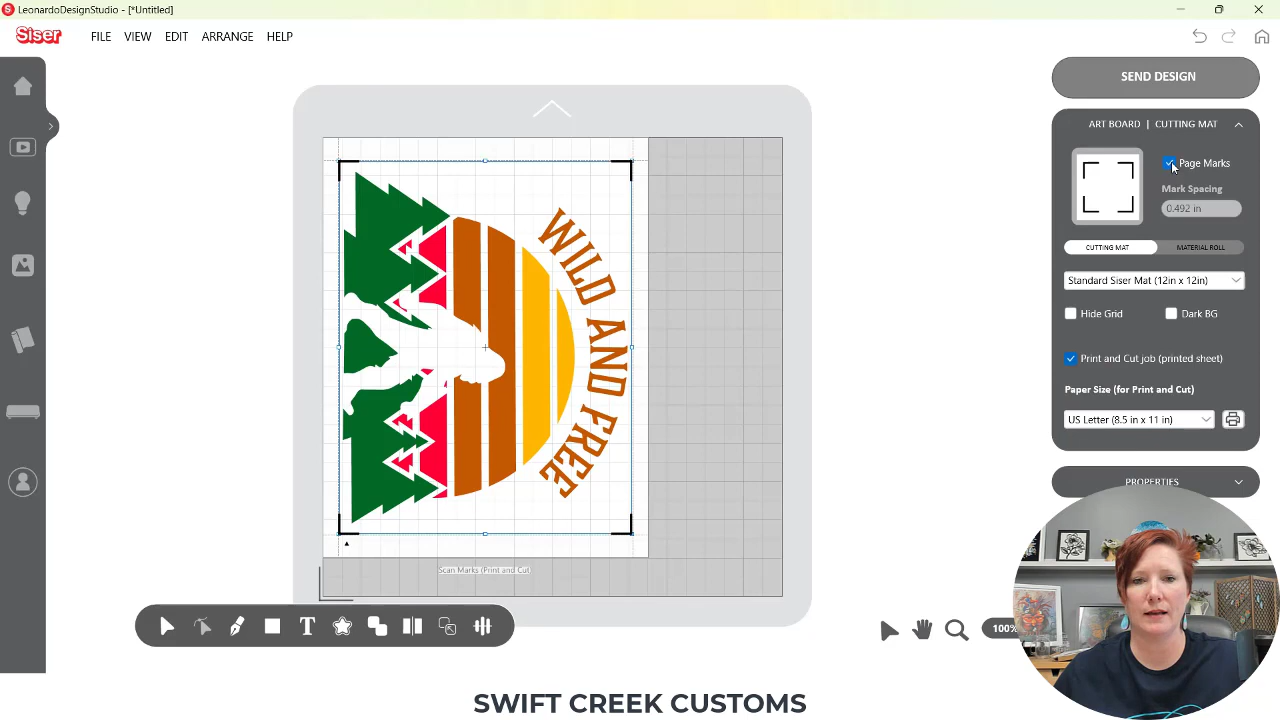 LeonardoDesignStudio - [*Untitled]
Siser
FILE VIEW EDIT ARRANGE HELP
SEND DESIGN
ART BOARD | CUTTING MAT
Page Marks
Mark Spacing
0.492 in
CUTTING MAT MATERIAL ROLL
Standard Siser Mat (12in x 12in)
Hide Grid Dark BG
Print and Cut job (printed sheet)
Paper Size (for Print and Cut)
US Letter (8.5 in x 11 in)
PROPERTIES
WILD AND FREE
Scan Marks (Print and Cut)
T
100%
SWIFT CREEK CUSTOMS